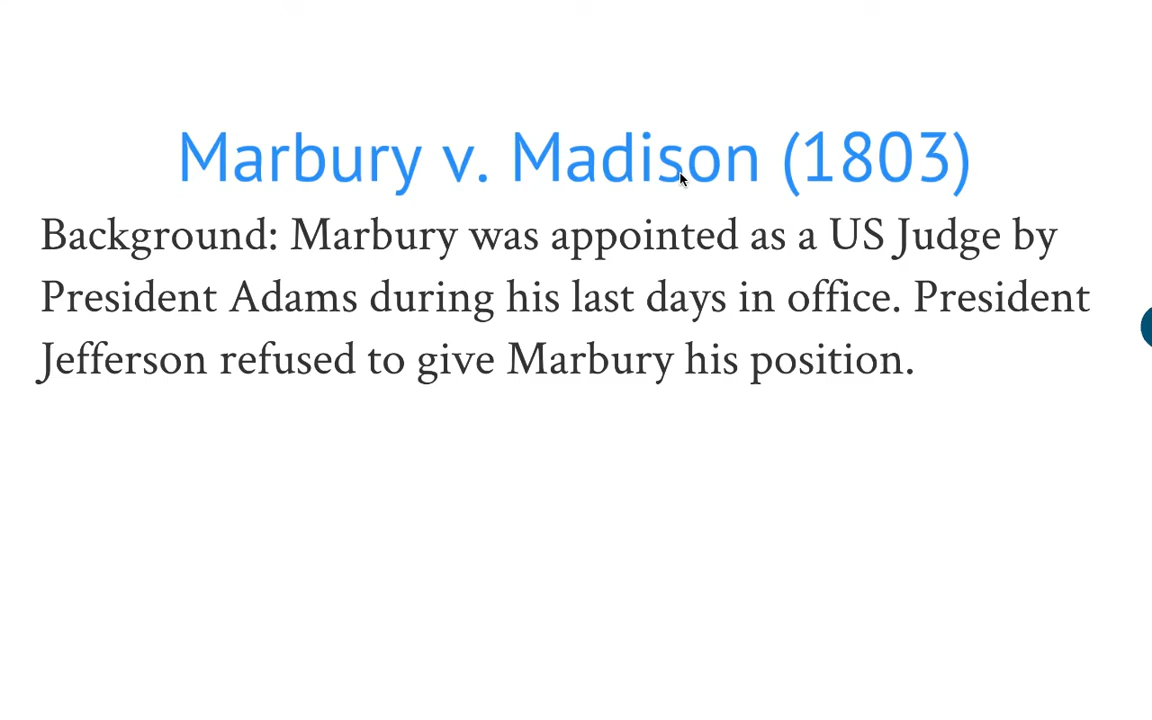 Marbury v. Madison (1803)
Background: Marbury was appointed as a US Judge by
President Adams during his last days in office. President
Jefferson refused to give Marbury his position.